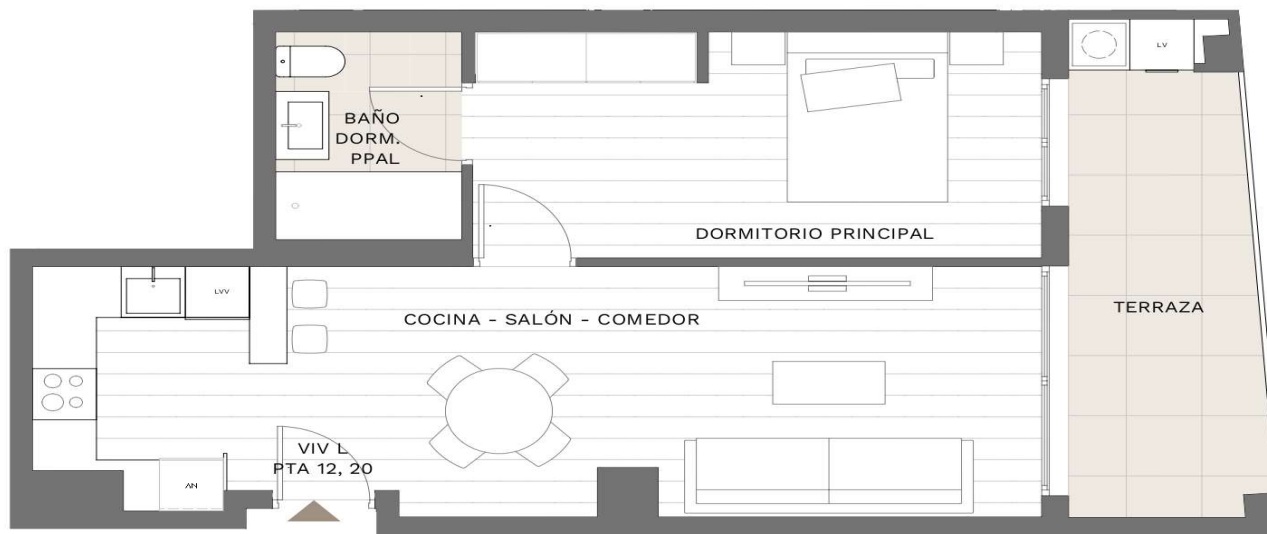 LV
BAÑO
DORM.
PPAL
DORMITORIO PRINCIPAL
LVV
COCINA - SALÓN - COMEDOR
TERRAZA
VIV L
PTA 12, 20
AN